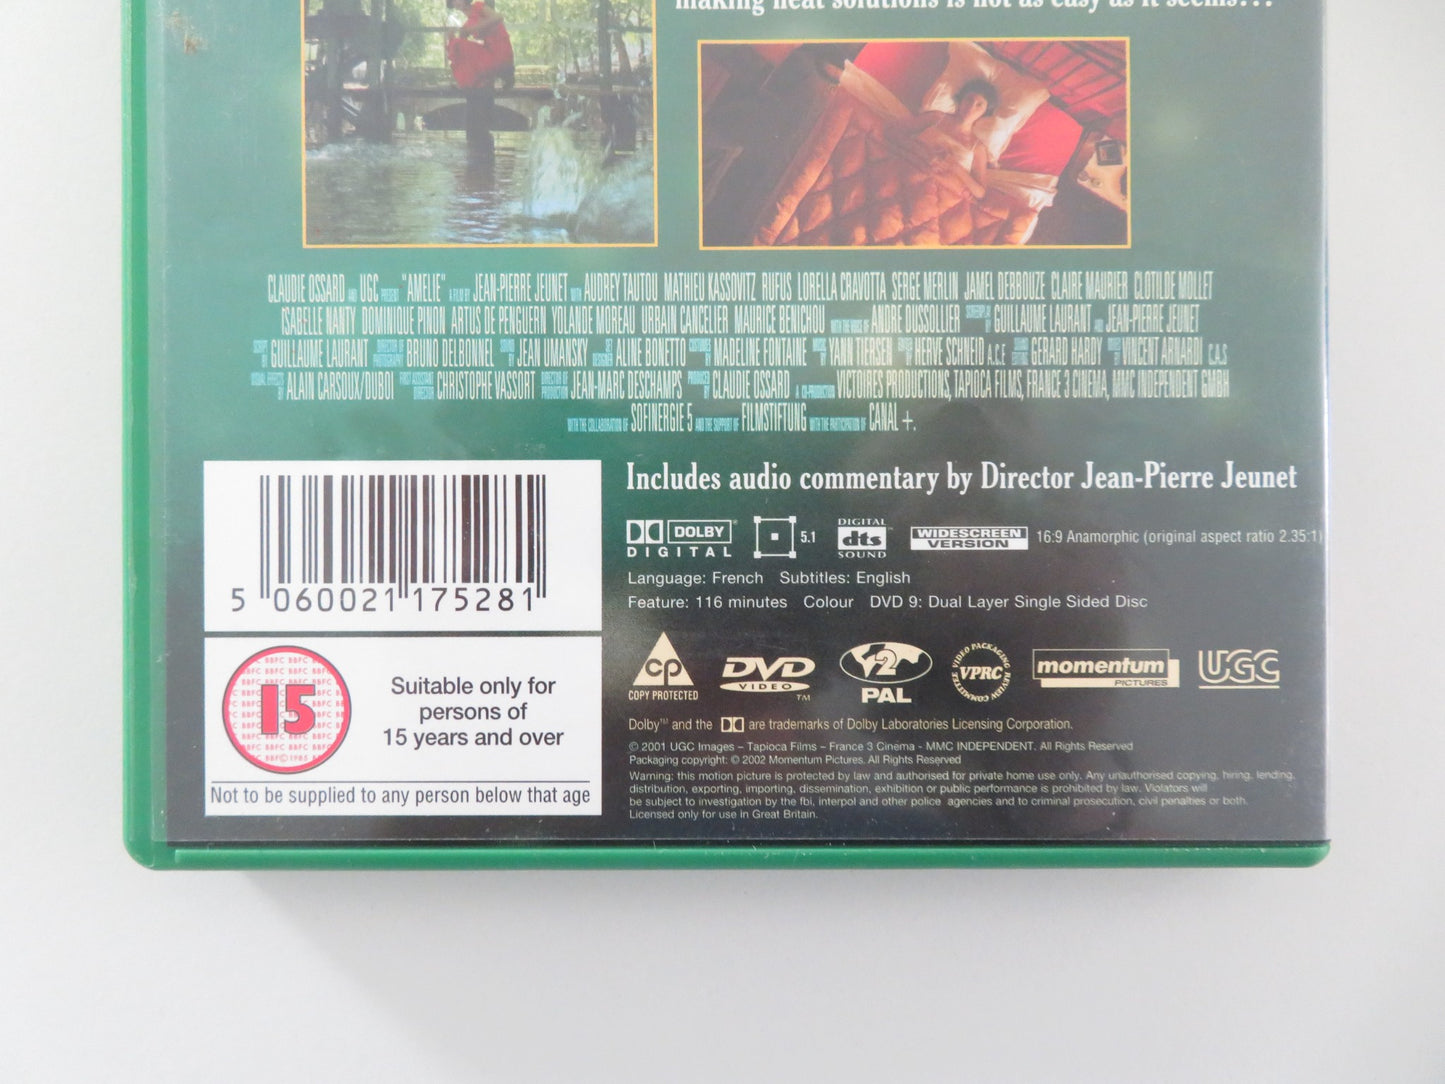 making neat solutions is not as easy as it seems...
CLAUDIE OSSARD AND UGC PRESENT "AMELIE" A FILM BY JEAN-PIERRE JEUNET WITH AUDREY TAUTOU MATHIEU KASSOVITZ RUFUS LORELLA CRAVOTTA SERGE MERLIN JAMEL DEBBOUZE CLAIRE MAURIER CLOTILDE MOLLET
ISABELLE NANTY DOMINIQUE PINON ARTUS DE PENGUERN YOLANDE MOREAU URBAIN CANCELIER MAURICE BENICHOU WITH THE VOICE OF ANDRE DUSSOLLIER SCREENPLAY BY GUILLAUME LAURANT AND JEAN-PIERRE JEUNET
SCRIPT BY GUILLAUME LAURANT DIRECTOR OF PHOTOGRAPHY BRUNO DELBONNEL SOUND BY JEAN UMANSKY SET DESIGNER ALINE BONETTO COSTUMES BY MADELINE FONTAINE MUSIC BY YANN TIERSEN EDITED BY HERVE SCHNEID A.C.E SOUND EDITING GERARD HARDY MIXED BY VINCENT ARNARDI C.A.S
VISUAL EFFECTS BY ALAIN CARSOUX/DUBOI FIRST ASSISTANT DIRECTOR CHRISTOPHE VASSORT DIRECTOR OF PRODUCTION JEAN-MARC DESCHAMPS PRODUCED BY CLAUDIE OSSARD A CO-PRODUCTION VICTOIRES PRODUCTIONS, TAPIOCA FILMS, FRANCE 3 CINEMA, MMC INDEPENDENT GMBH
WITH THE COLLABORATION OF SOFINERGIE 5 AND THE SUPPORT OF FILMSTIFTUNG WITH THE PARTICIPATION OF CANAL +.
Includes audio commentary by Director Jean-Pierre Jeunet
DOLBY DIGITAL 5.1 DIGITAL dts SOUND WIDESCREEN VERSION 16:9 Anamorphic (original aspect ratio 2.35:1)
Language: French Subtitles: English
Feature: 116 minutes Colour DVD 9: Dual Layer Single Sided Disc
5 060021 175281
15
BBFC
BBFC©1985
Suitable only for
persons of
15 years and over
Not to be supplied to any person below that age
CP COPY PROTECTED DVD VIDEO™ 2 PAL VIDEO PACKAGING REVIEW COMMITTEE VPRC momentum PICTURES UGC
Dolby™ and the DD are trademarks of Dolby Laboratories Licensing Corporation.
© 2001 UGC Images – Tapioca Films – France 3 Cinema - MMC INDEPENDENT. All Rights Reserved
Packaging copyright: © 2002 Momentum Pictures. All Rights Reserved
Warning: this motion picture is protected by law and authorised for private home use only. Any unauthorised copying, hiring, lending,
distribution, exporting, importing, dissemination, exhibition or public performance is prohibited by law. Violators will
be subject to investigation by the fbi, interpol and other police agencies and to criminal prosecution, civil penalties or both.
Licensed only for use in Great Britain.